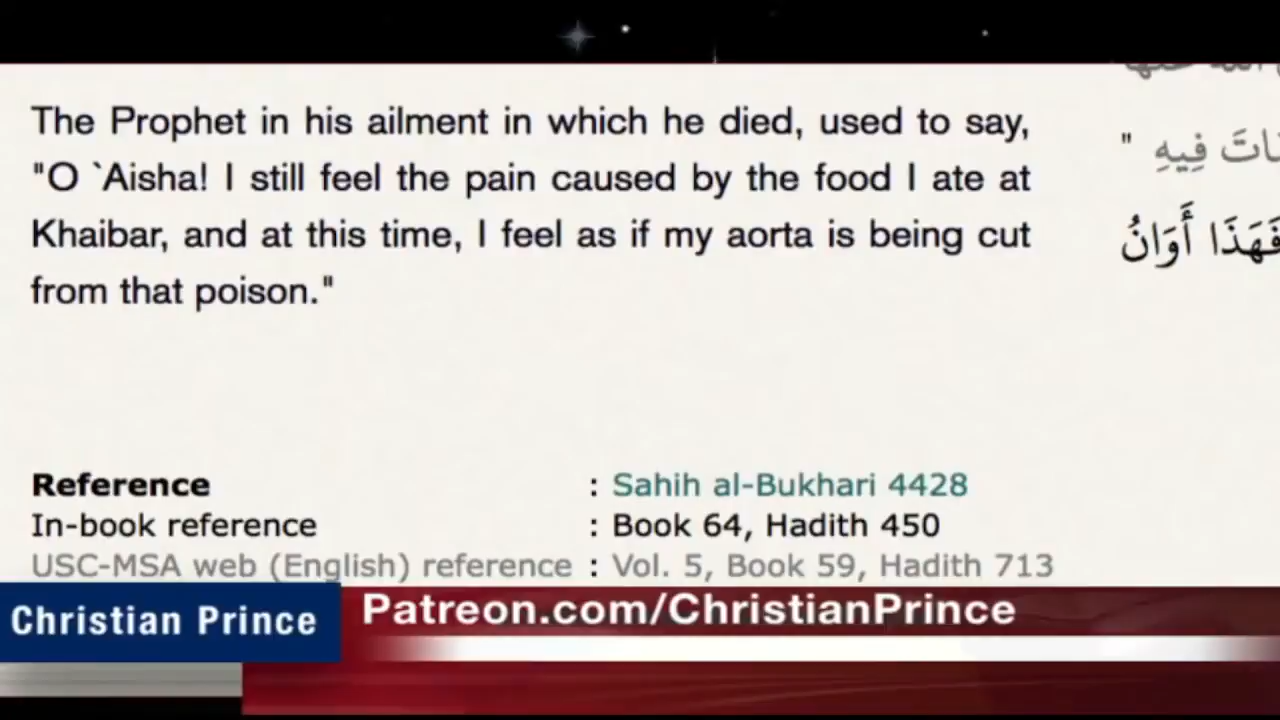 The Prophet in his ailment in which he died, used to say,
"O `Aisha! I still feel the pain caused by the food I ate at
Khaibar, and at this time, I feel as if my aorta is being cut
from that poison."
فِيهِ "
أَوَانُ
Reference : Sahih al-Bukhari 4428
In-book reference : Book 64, Hadith 450
USC-MSA web (English) reference : Vol. 5, Book 59, Hadith 713
Christian Prince
Patreon.com/ChristianPrince